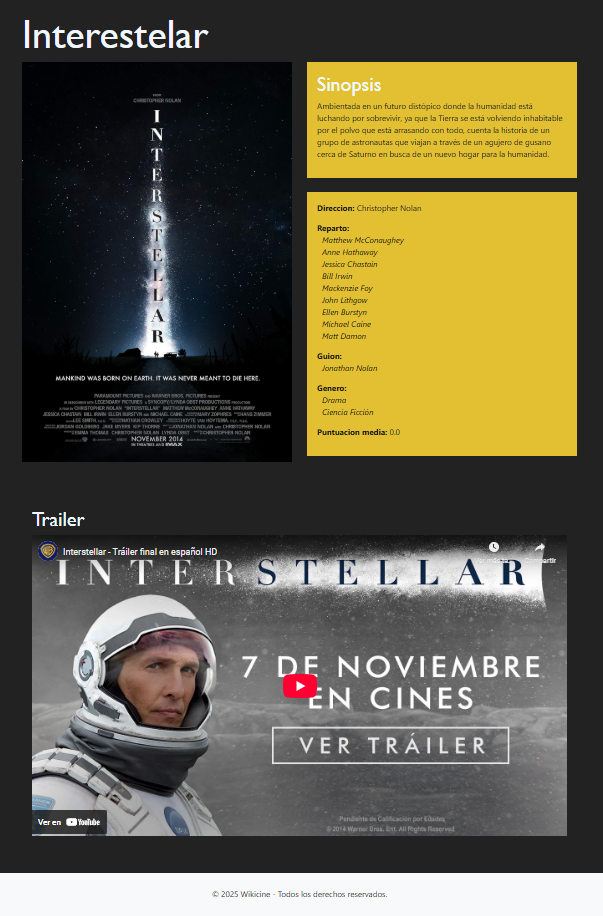 Interestelar
FROM
CHRISTOPHER NOLAN
INTERSTELLAR
MANKIND WAS BORN ON EARTH. IT WAS NEVER MEANT TO DIE HERE.
NOVEMBER 2014
IN THEATRES AND IMAX
Sinopsis
Ambientada en un futuro distópico donde la humanidad está
luchando por sobrevivir, ya que la Tierra se está volviendo inhabitable
por el polvo que está arrasando con todo, cuenta la historia de un
grupo de astronautas que viajan a través de un agujero de gusano
cerca de Saturno en busca de un nuevo hogar para la humanidad.
Direccion: Christopher Nolan
Reparto:
Matthew McConaughey
Anne Hathaway
Jessica Chastain
Bill Irwin
Mackenzie Foy
John Lithgow
Ellen Burstyn
Michael Caine
Matt Damon
Guion:
Jonathan Nolan
Genero:
Drama
Ciencia Ficción
Puntuacion media: 0.0
Trailer
Interstellar - Tráiler final en español HD
INTERSTELLAR
7 DE NOVIEMBRE
EN CINES
VER TRÁILER
Pendiente de Calificación por Edades
© 2014 Warner Bros. Ent. All Rights Reserved
Ver en YouTube
© 2025 Wikicine - Todos los derechos reservados.